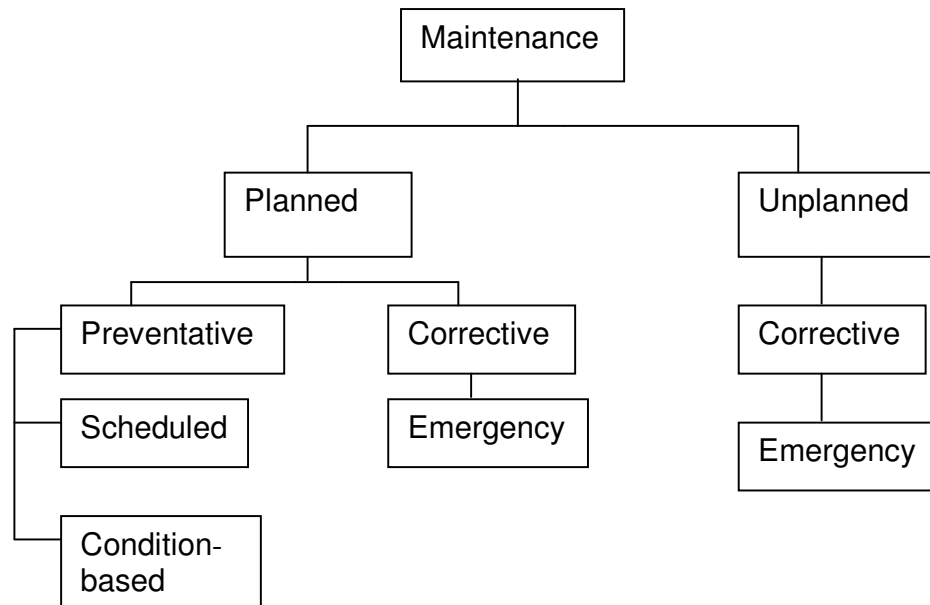 Maintenance
Planned
Unplanned
Preventative
Corrective
Corrective
Scheduled
Emergency
Emergency
Condition-
based